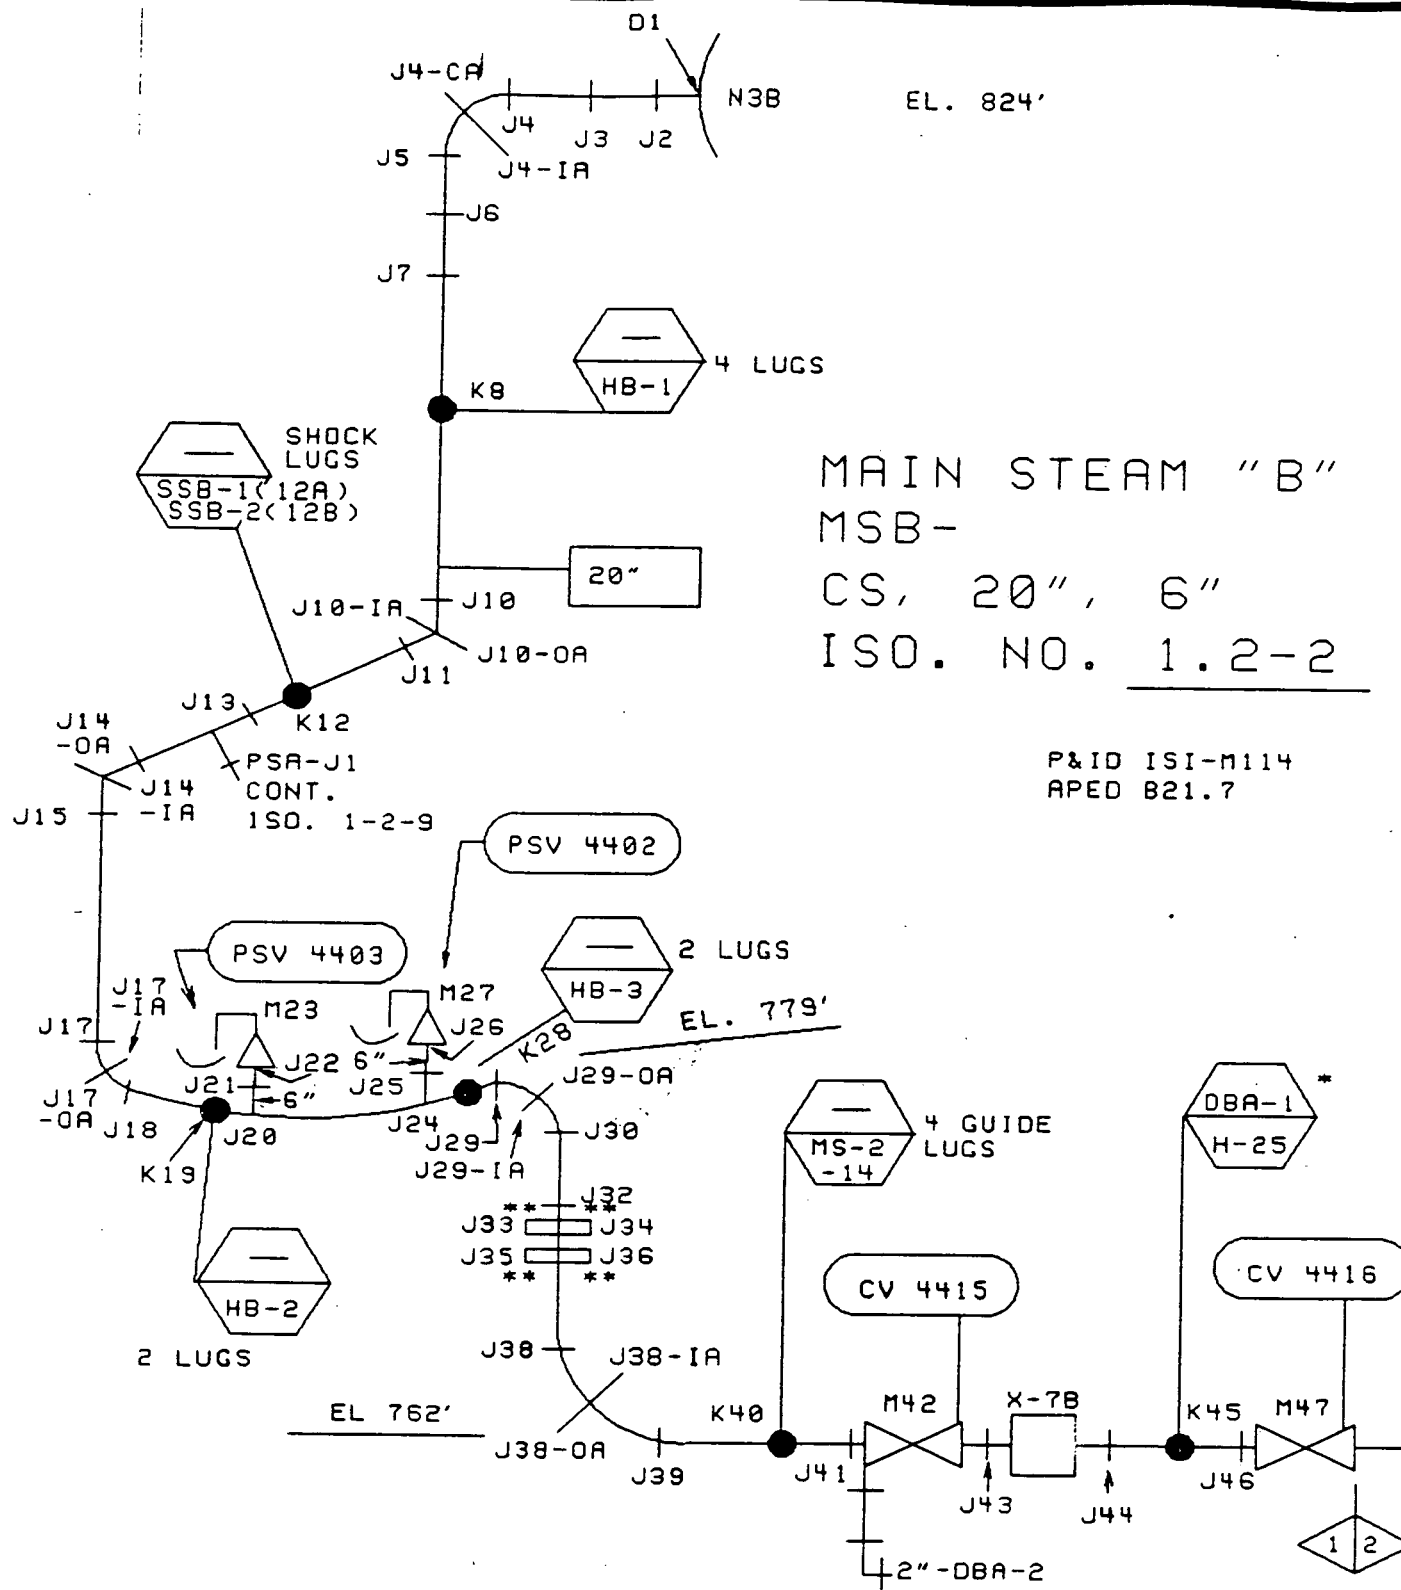 D1
J4-CA
N3B
EL. 824'
J4
J3
J2
J5
J4-IA
J6
J7
K8
HB-1
4 LUGS
SHOCK
LUGS
SSB-1(12A)
SSB-2(12B)
MAIN STEAM "B"
MSB-
CS, 20", 6"
ISO. NO. 1.2-2
20"
J10-IA
J10
J10-OA
J11
J13
K12
J14
-OA
J14
-IA
PSA-J1
CONT.
ISO. 1-2-9
P&ID ISI-M114
APED B21.7
J15
PSV 4402
PSV 4403
HB-3
2 LUGS
J17
-IA
M23
M27
EL. 779'
J17
J22
J26
K28
6"
J21
J25
J29-OA
6"
J17
-OA
J18
K19
J20
J24
J29
J29-IA
J30
MS-2
-14
4 GUIDE
LUGS
DBA-1
*
H-25
J32
** **
J33
J34
J35
J36
** **
HB-2
2 LUGS
CV 4415
CV 4416
J38
J38-IA
EL 762'
J38-OA
J39
K40
M42
X-7B
K45
M47
J41
J43
J44
J46
2"-DBA-2
1
2